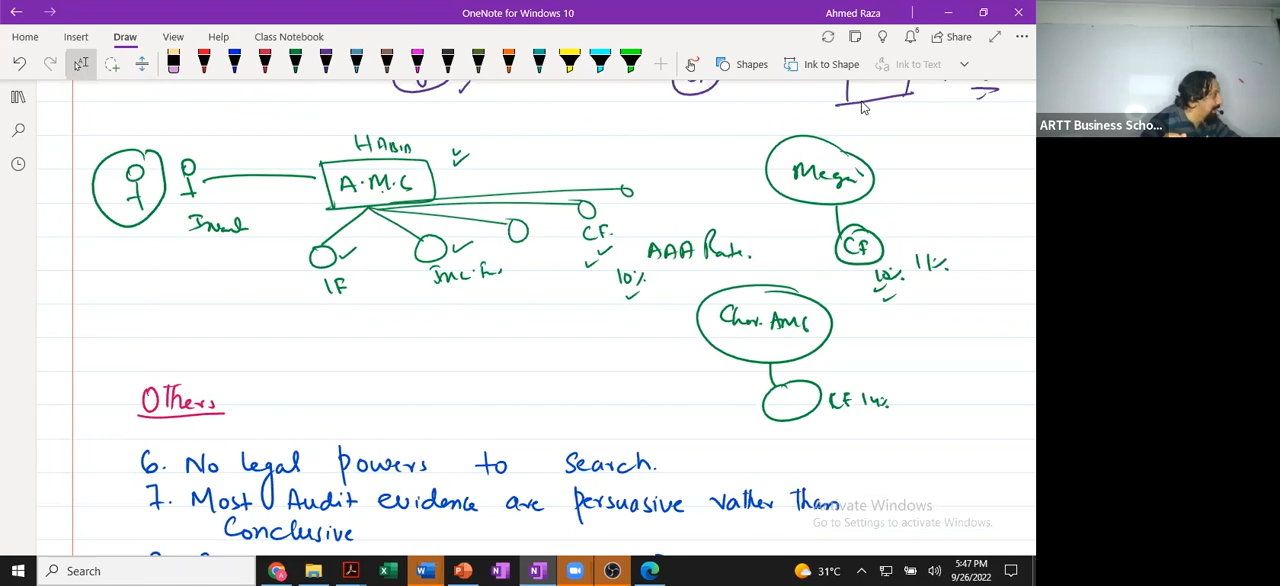 OneNote for Windows 10
Ahmed Raza
Home Insert Draw View Help Class Notebook
Share
Shapes Ink to Shape Ink to Text
ARTT Business Scho...
HABIB
A.M.C
Megai
CF
10% 11%
IF
Inc. F.
CF.
10%
AAA Rate.
Char. AMC
CF 14%
Others
6. No legal powers to search.
7. Most Audit evidence are persuasive rather than
Conclusive
Activate Windows
Go to Settings to activate Windows.
Search
31°C
5:47 PM
9/26/2022